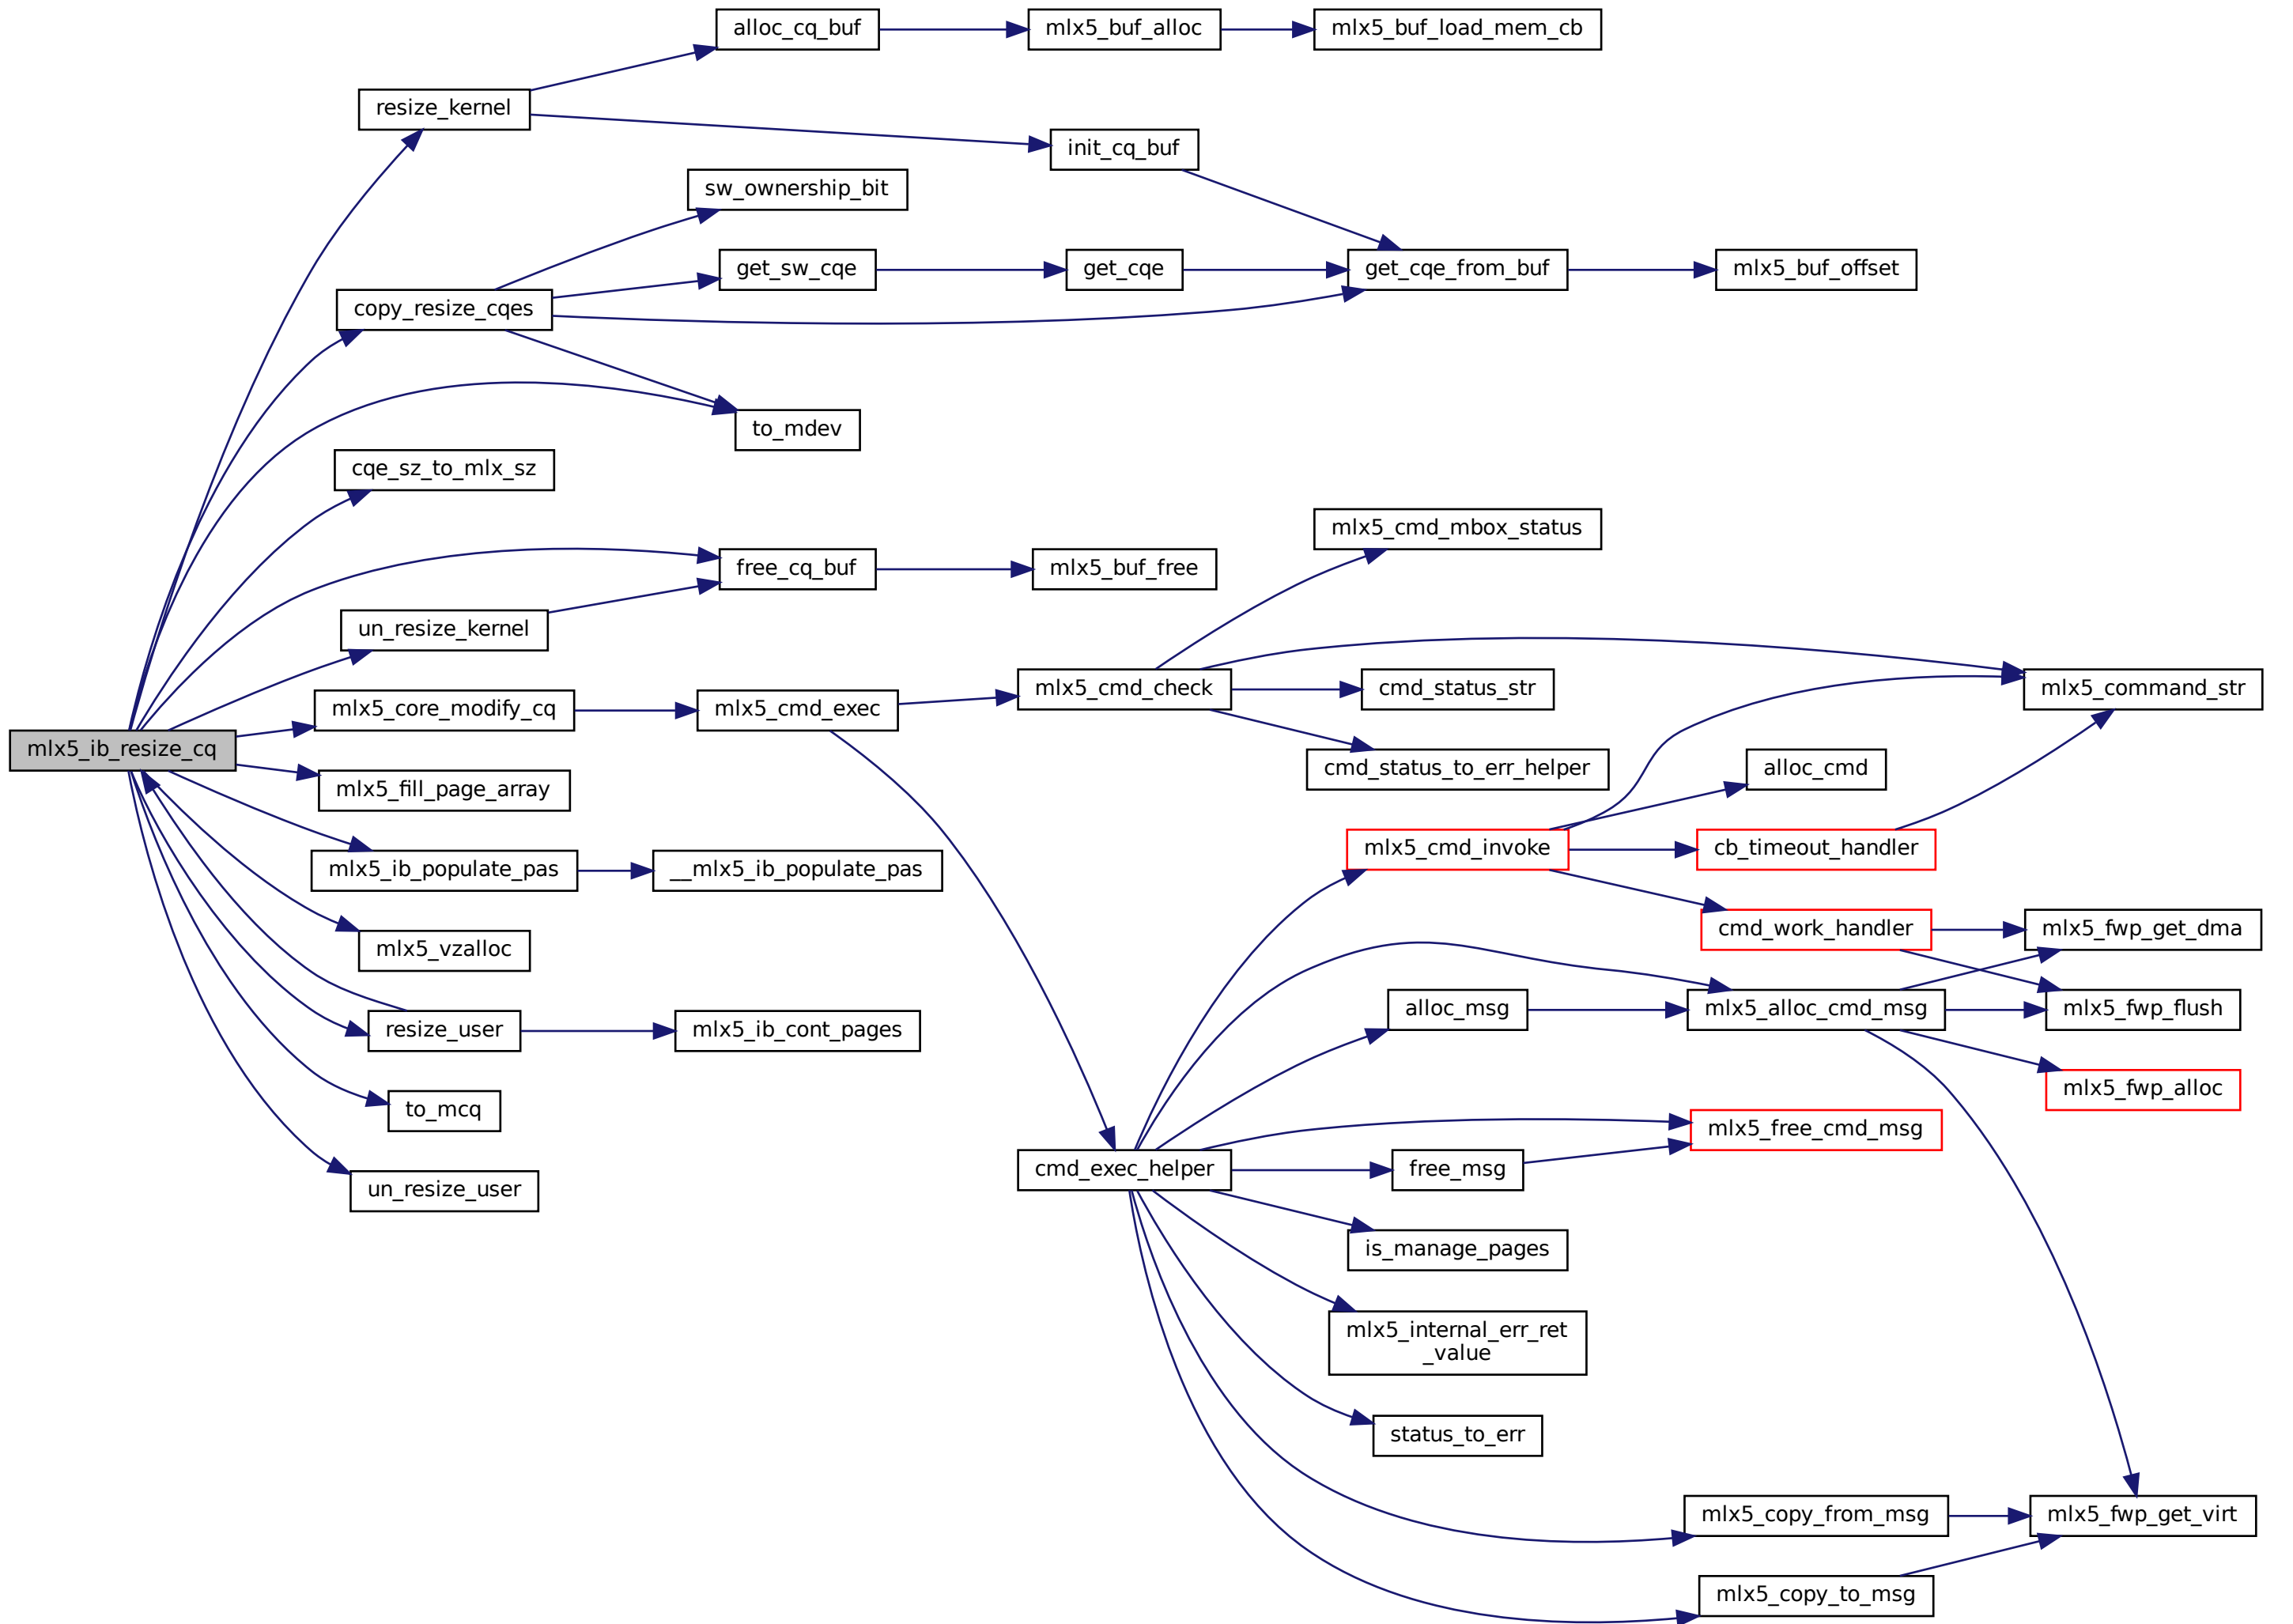 alloc_cq_buf
mlx5_buf_alloc
mlx5_buf_load_mem_cb
resize_kernel
init_cq_buf
sw_ownership_bit
get_sw_cqe
get_cqe
get_cqe_from_buf
mlx5_buf_offset
copy_resize_cqes
to_mdev
cqe_sz_to_mlx_sz
mlx5_cmd_mbox_status
free_cq_buf
mlx5_buf_free
un_resize_kernel
mlx5_cmd_check
cmd_status_str
mlx5_command_str
mlx5_core_modify_cq
mlx5_cmd_exec
mlx5_ib_resize_cq
cmd_status_to_err_helper
alloc_cmd
mlx5_fill_page_array
mlx5_cmd_invoke
cb_timeout_handler
mlx5_ib_populate_pas
__mlx5_ib_populate_pas
cmd_work_handler
mlx5_fwp_get_dma
mlx5_vzalloc
alloc_msg
mlx5_alloc_cmd_msg
mlx5_fwp_flush
resize_user
mlx5_ib_cont_pages
mlx5_fwp_alloc
to_mcq
mlx5_free_cmd_msg
cmd_exec_helper
free_msg
un_resize_user
is_manage_pages
mlx5_internal_err_ret
_value
status_to_err
mlx5_copy_from_msg
mlx5_fwp_get_virt
mlx5_copy_to_msg